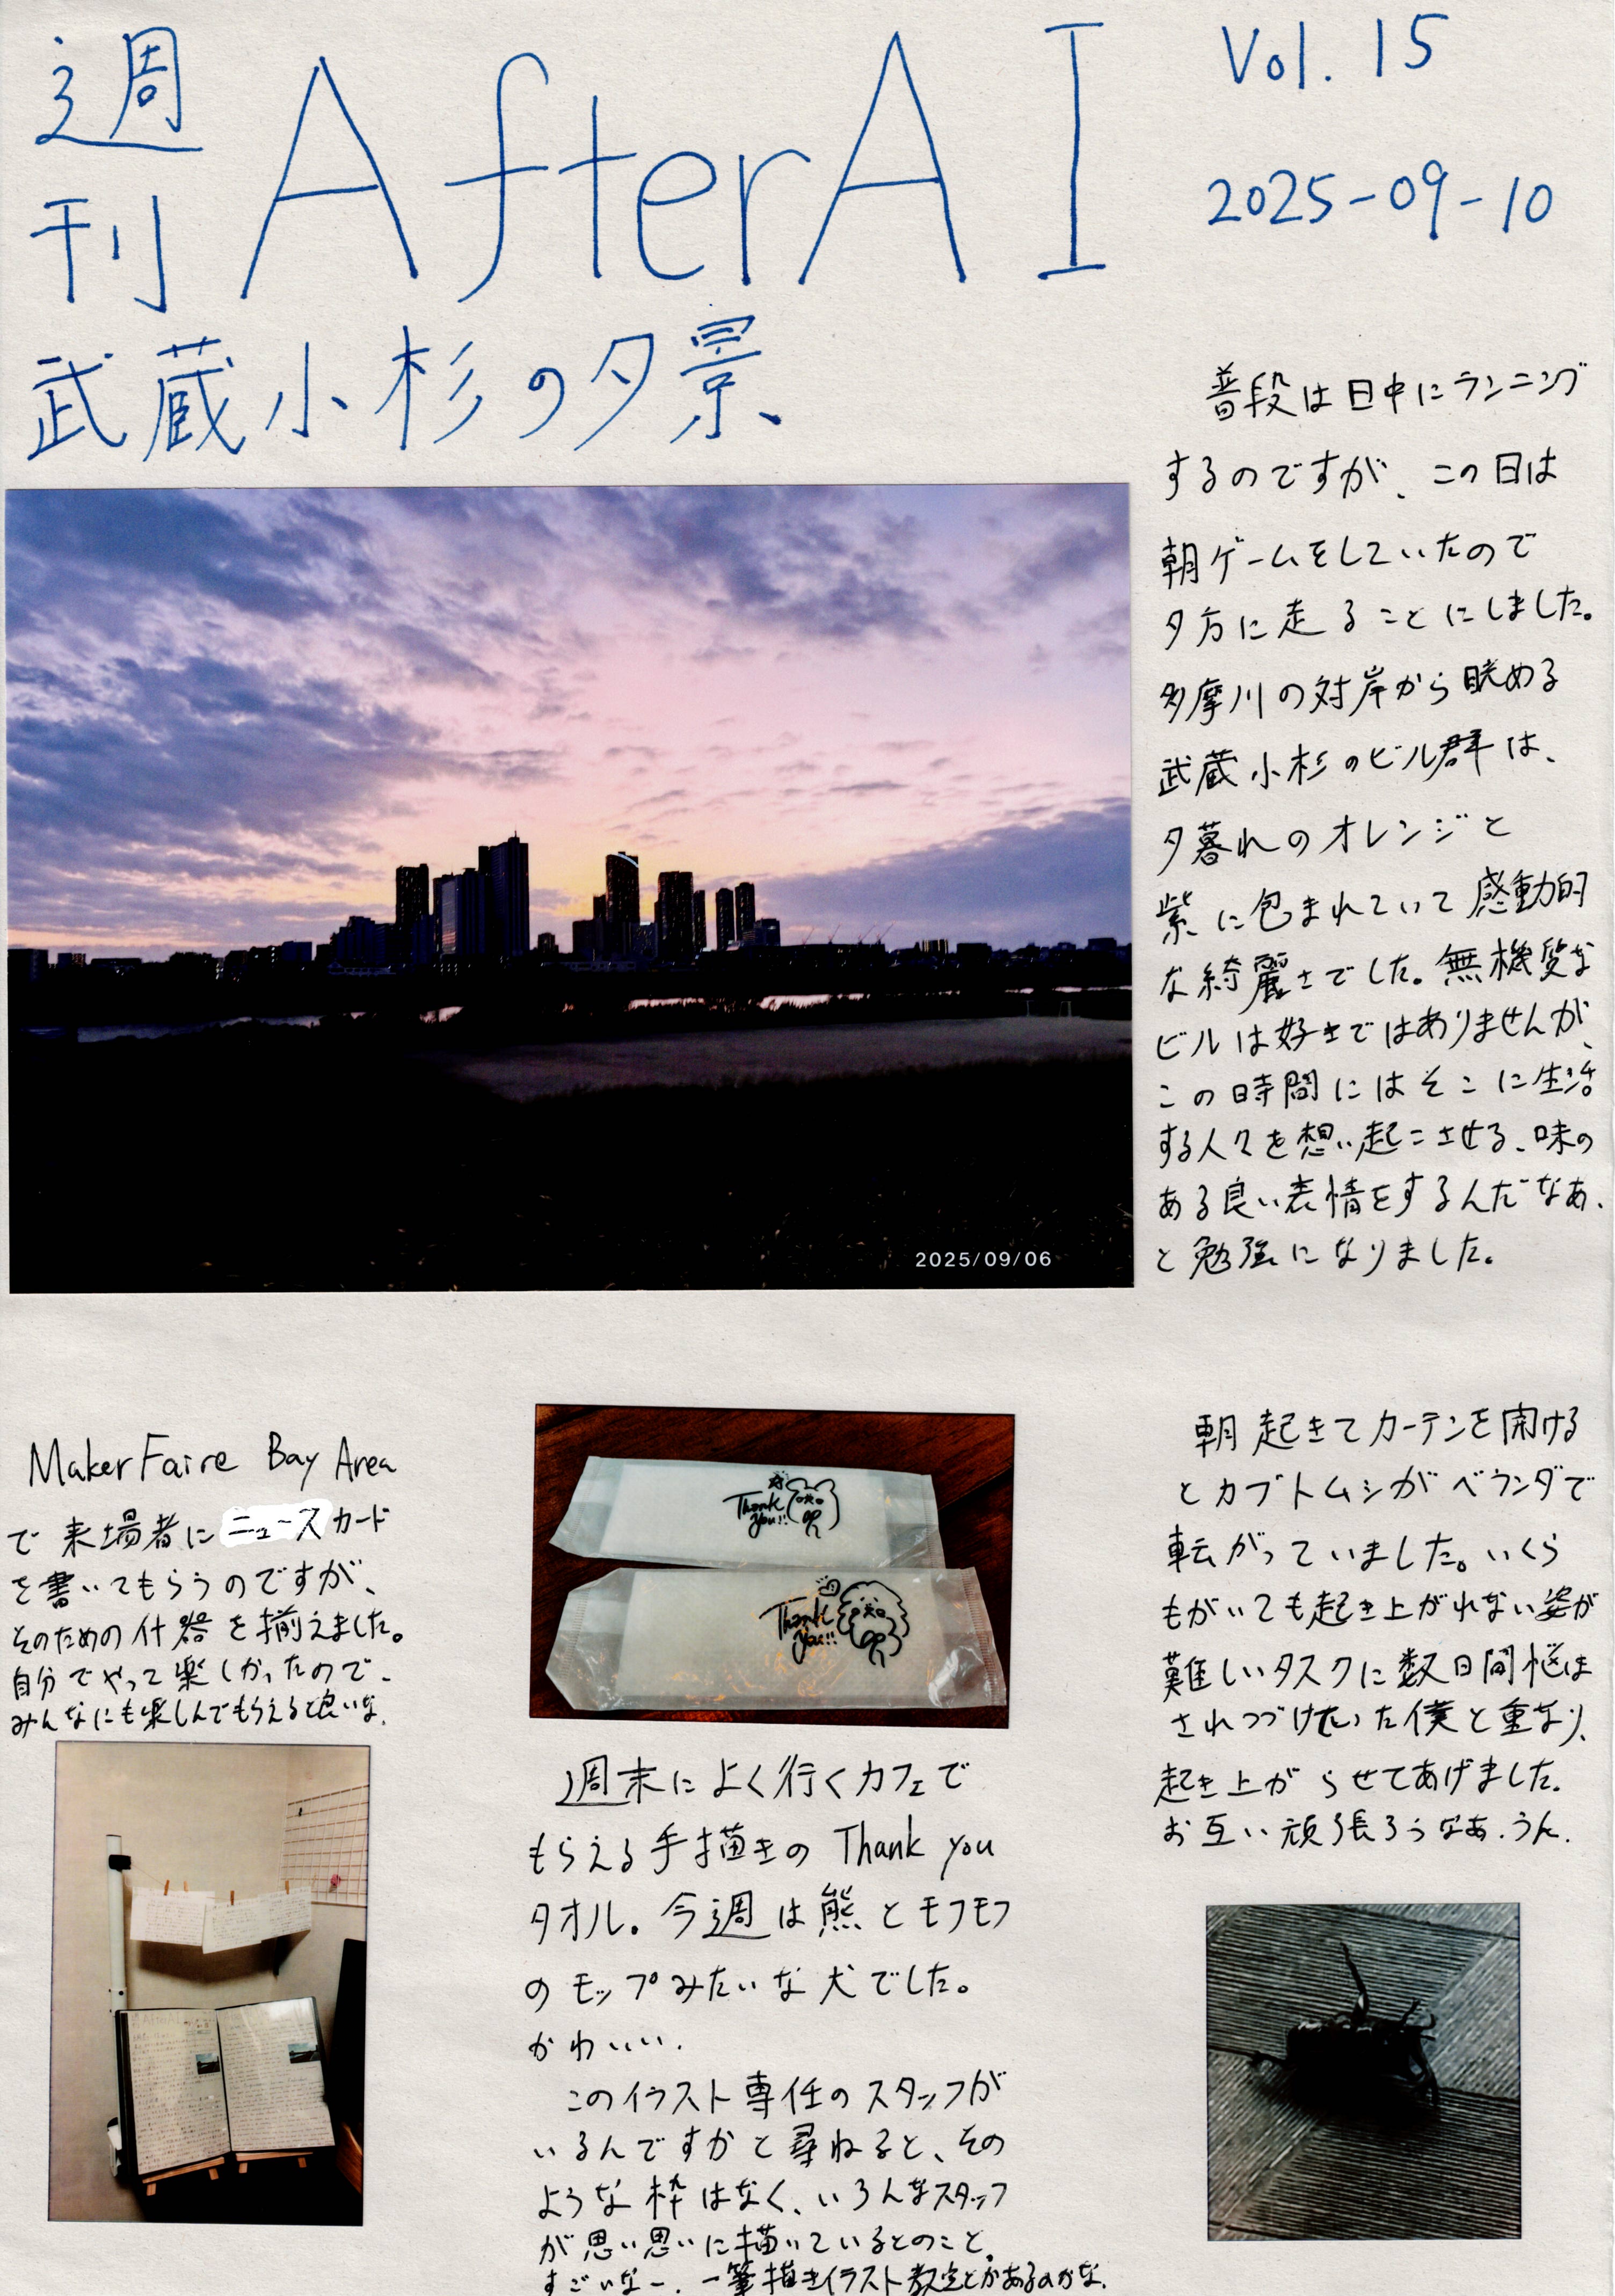 週刊 AfterAI
Vol. 15
2025-09-10
武蔵小杉の夕景
普段は日中にランニング
するのですが、この日は
朝ゲームをしていたので
夕方に走ることにしました。
多摩川の対岸から眺める
武蔵小杉のビル群は、
夕暮れのオレンジと
紫に包まれていて感動的
な綺麗さでした。無機質な
ビルは好きではありませんが、
この時間にはそこに生活
する人々を想い起こさせる、味の
ある良い表情をするんだなあ、
と勉強になりました。
2025/09/06
MakerFaire Bay Area
で来場者にニュースカード
を書いてもらうのですが、
そのための什器を揃えました。
自分でやって楽しかったので、
みんなにも楽しんでもらえると良いな。
Thank
you!!
Thank
you!!
週末によく行くカフェで
もらえる手描きの Thank you
タオル。今週は熊とモフモフ
のモップみたいな犬でした。
かわいい。
このイラスト専任のスタッフが
いるんですかと尋ねると、その
ような枠はなく、いろんなスタッフ
が思い思いに描いているとのこと。
すごいなー。一筆描きイラスト教室とかあるのかな。
朝起きてカーテンを開ける
とカブトムシがベランダで
転がっていました。いくら
もがいても起き上がれない姿が
難しいタスクに数日間悩ま
されつづけていた僕と重なり、
起き上がらせてあげました。
お互い頑張ろうなあ、うん。